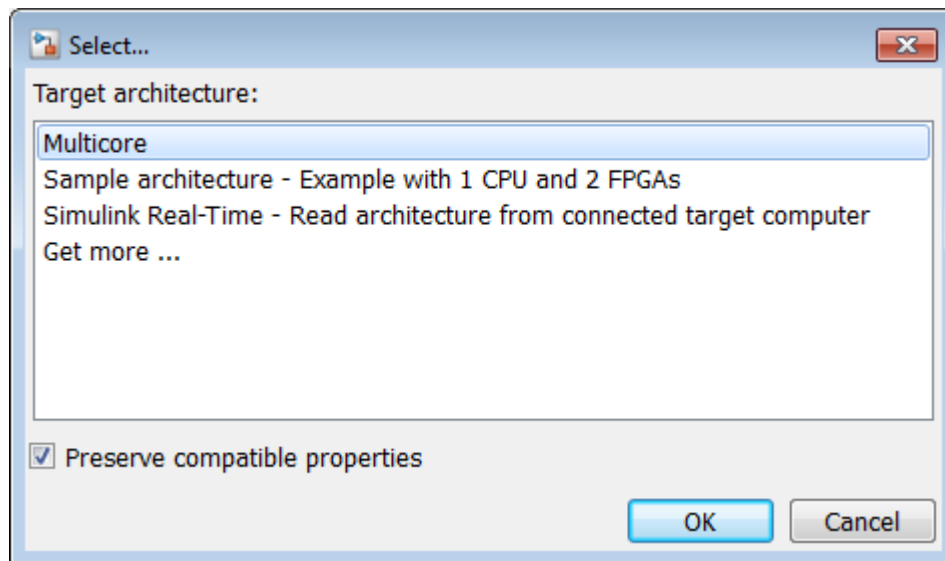 Select...
Target architecture:
Multicore
Sample architecture - Example with 1 CPU and 2 FPGAs
Simulink Real-Time - Read architecture from connected target computer
Get more ...
Preserve compatible properties
OK Cancel